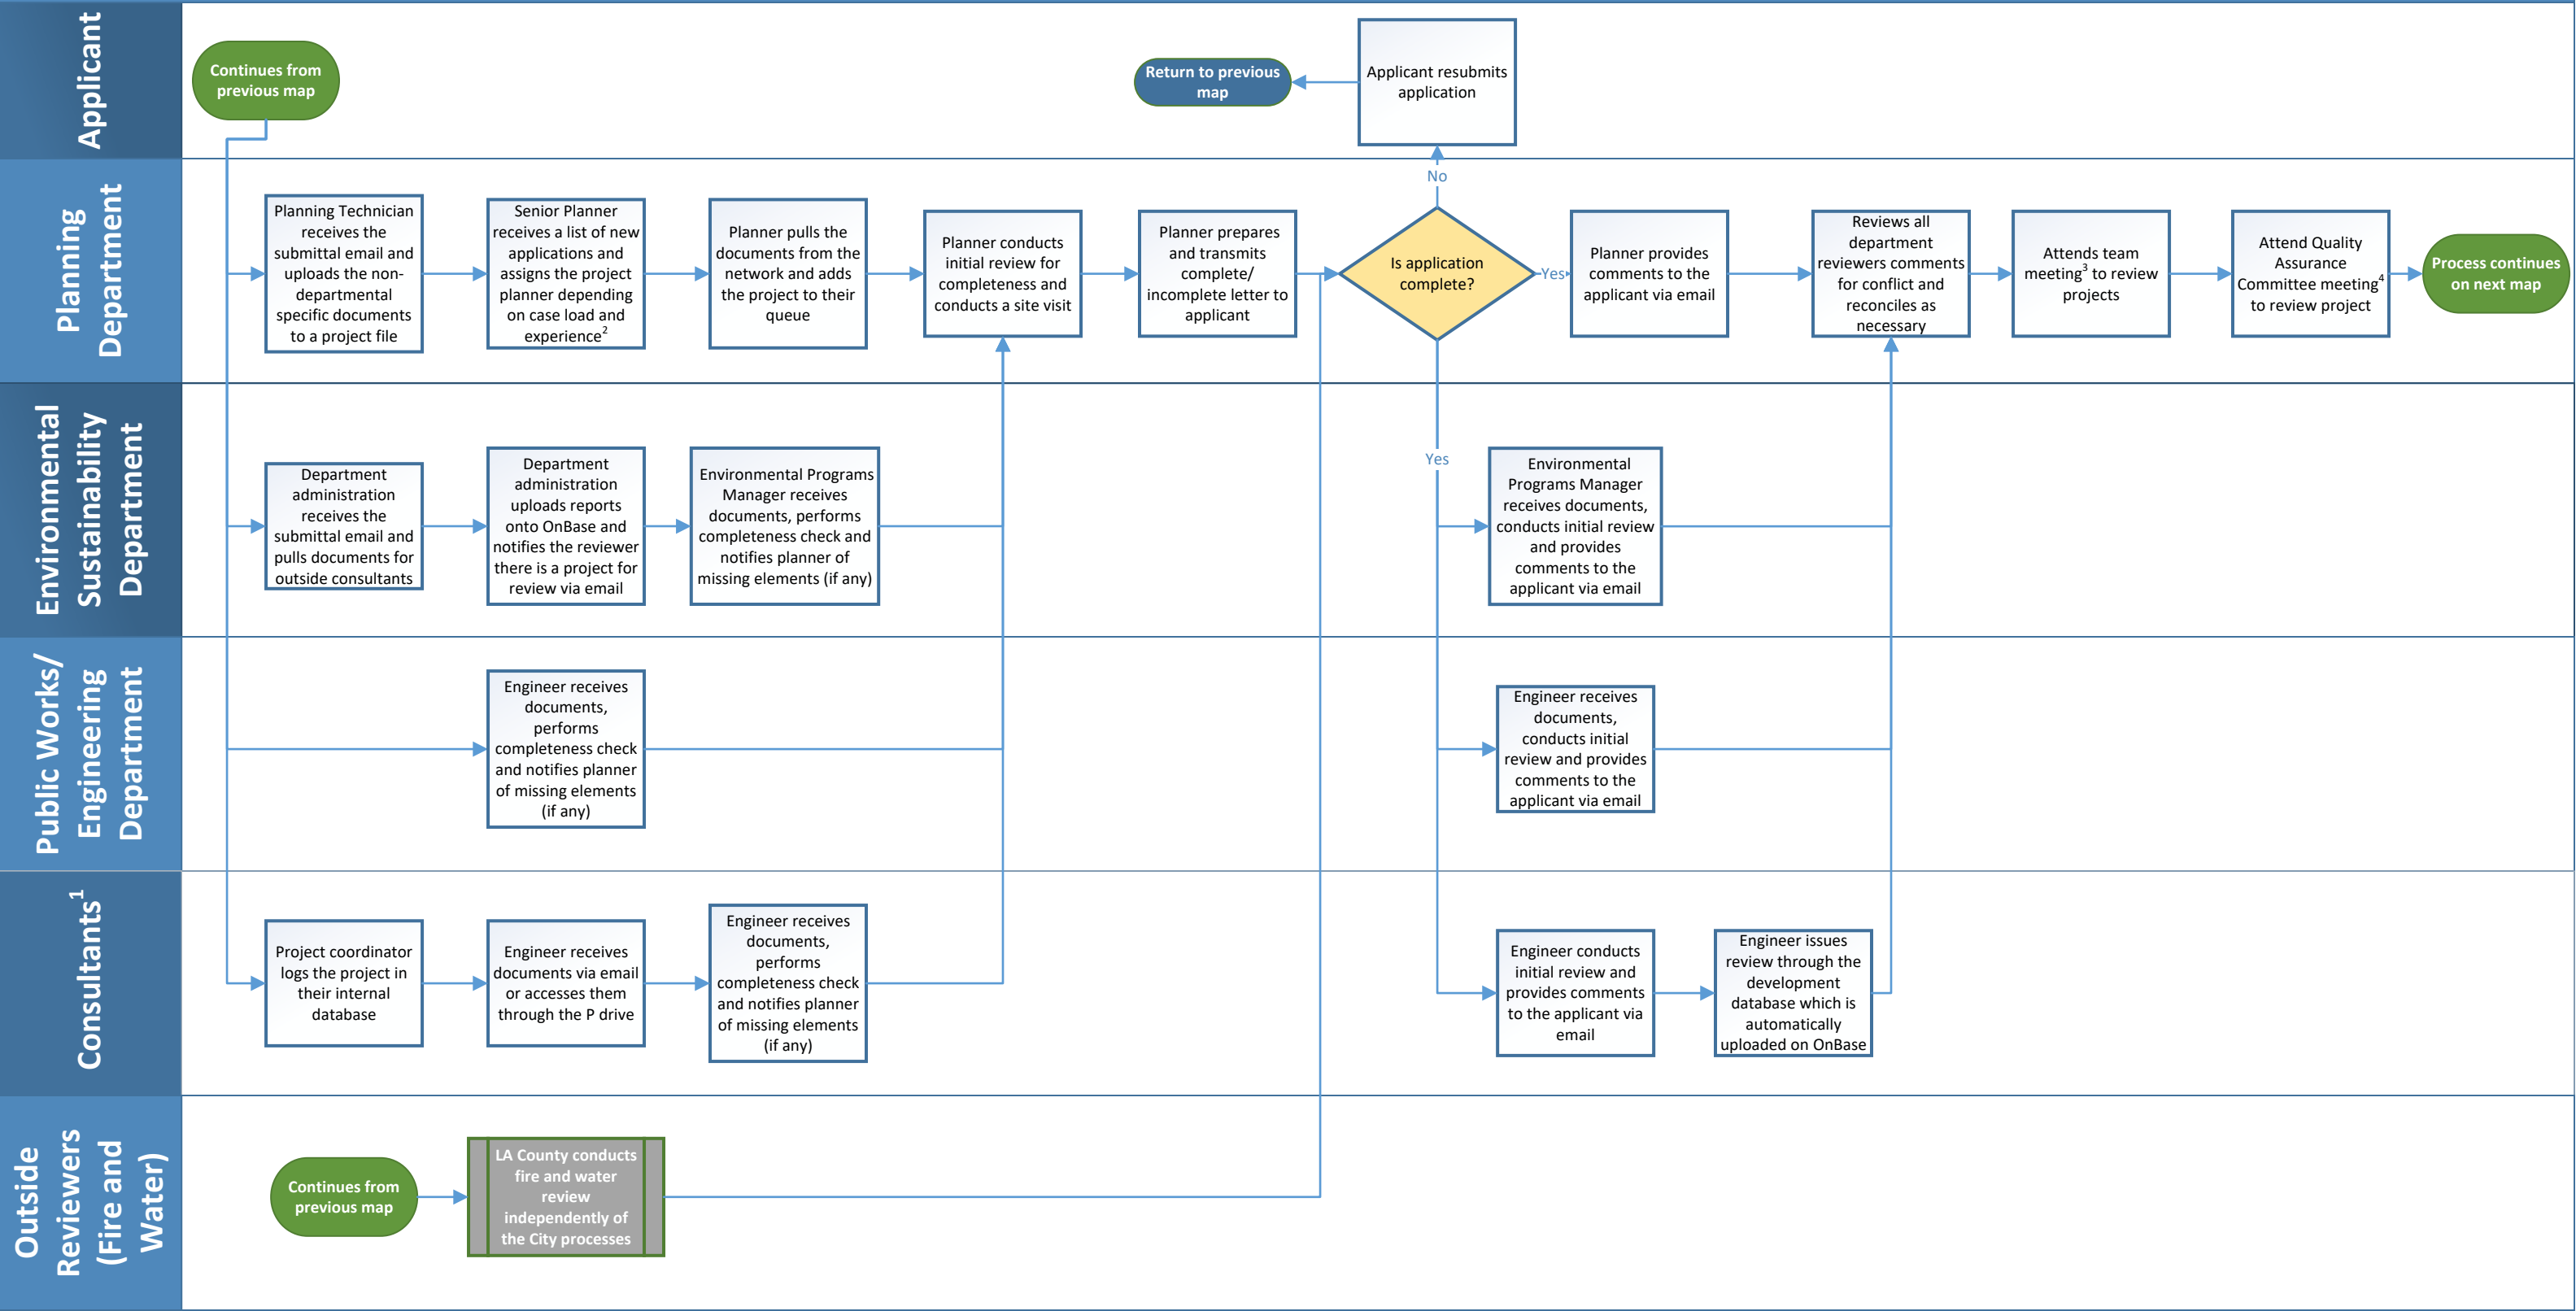 Applicant
Continues from
previous map
Return to previous
map
Applicant resubmits
application
Planning
Department
Planning Technician
receives the
submittal email and
uploads the non-
departmental
specific documents
to a project file
Senior Planner
receives a list of new
applications and
assigns the project
planner depending
on case load and
experience2
Planner pulls the
documents from the
network and adds
the project to their
queue
Planner conducts
initial review for
completeness and
conducts a site visit
Planner prepares
and transmits
complete/
incomplete letter to
applicant
No
Is application
complete?
Yes
Planner provides
comments to the
applicant via email
Reviews all
department
reviewers comments
for conflict and
reconciles as
necessary
Attends team
meeting3 to review
projects
Attend Quality
Assurance
Committee meeting4
to review project
Process continues
on next map
Environmental
Sustainability
Department
Department
administration
receives the
submittal email and
pulls documents for
outside consultants
Department
administration
uploads reports
onto OnBase and
notifies the reviewer
there is a project for
review via email
Environmental Programs
Manager receives
documents, performs
completeness check and
notifies planner of
missing elements (if any)
Yes
Environmental
Programs Manager
receives documents,
conducts initial review
and provides
comments to the
applicant via email
Public Works/
Engineering
Department
Engineer receives
documents,
performs
completeness check
and notifies planner
of missing elements
(if any)
Engineer receives
documents,
conducts initial
review and provides
comments to the
applicant via email
Consultants1
Project coordinator
logs the project in
their internal
database
Engineer receives
documents via email
or accesses them
through the P drive
Engineer receives
documents,
performs
completeness check
and notifies planner
of missing elements
(if any)
Engineer conducts
initial review and
provides comments
to the applicant via
email
Engineer issues
review through the
development
database which is
automatically
uploaded on OnBase
Outside
Reviewers
(Fire and
Water)
Continues from
previous map
LA County conducts
fire and water
review
independently of
the City processes